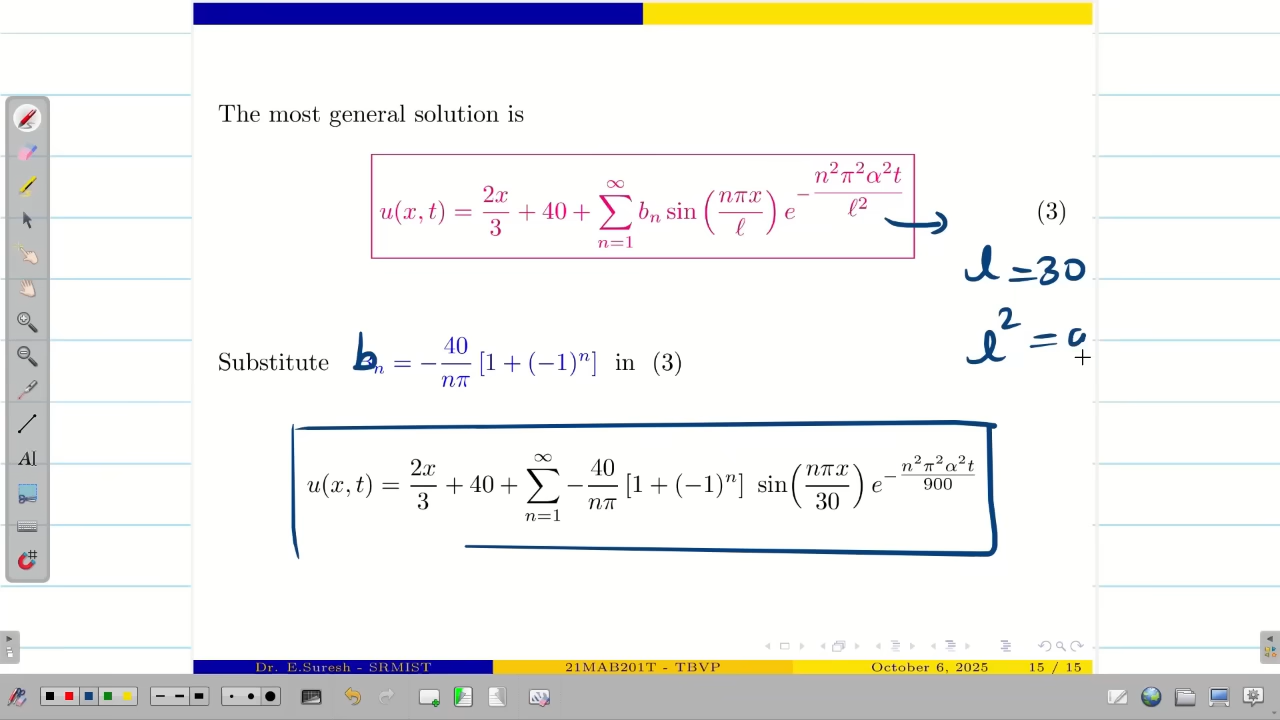 The most general solution is
u(x, t) = 2x/3 + 40 + ∑_{n=1}^{∞} b_n sin(nπx/ℓ) e^{−n²π²α²t/ℓ²} (3)
l = 30
l² = 9
Substitute b_n = −40/nπ [1 + (−1)^n] in (3)
u(x, t) = 2x/3 + 40 + ∑_{n=1}^{∞} −40/nπ [1 + (−1)^n] sin(nπx/30) e^{−n²π²α²t/900}
Dr. E.Suresh - SRMIST 21MAB201T - TBVP October 6, 2025 15 / 15
AI